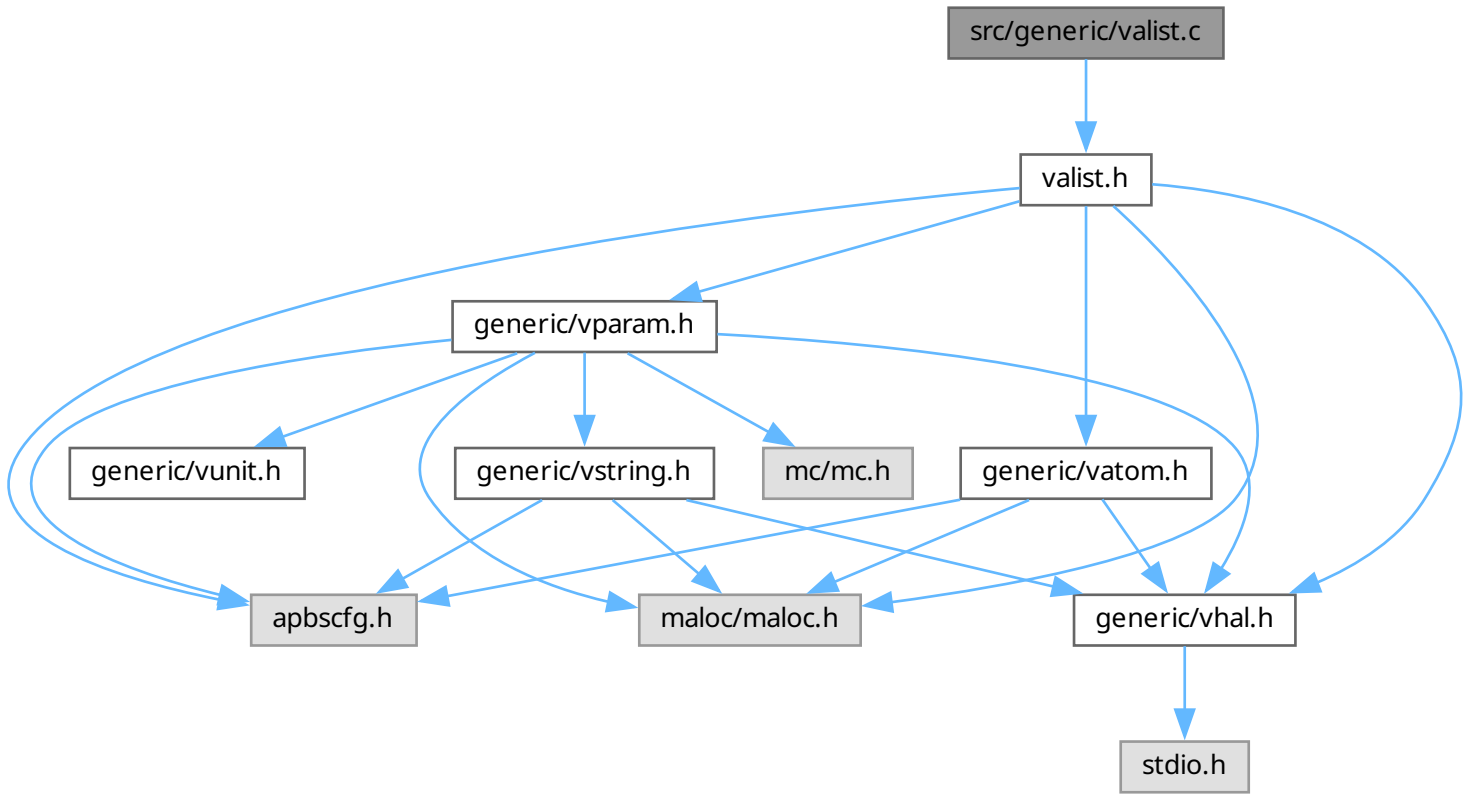 src/generic/valist.c
valist.h
generic/vparam.h
generic/vunit.h
generic/vstring.h
mc/mc.h
generic/vatom.h
apbscfg.h
maloc/maloc.h
generic/vhal.h
stdio.h